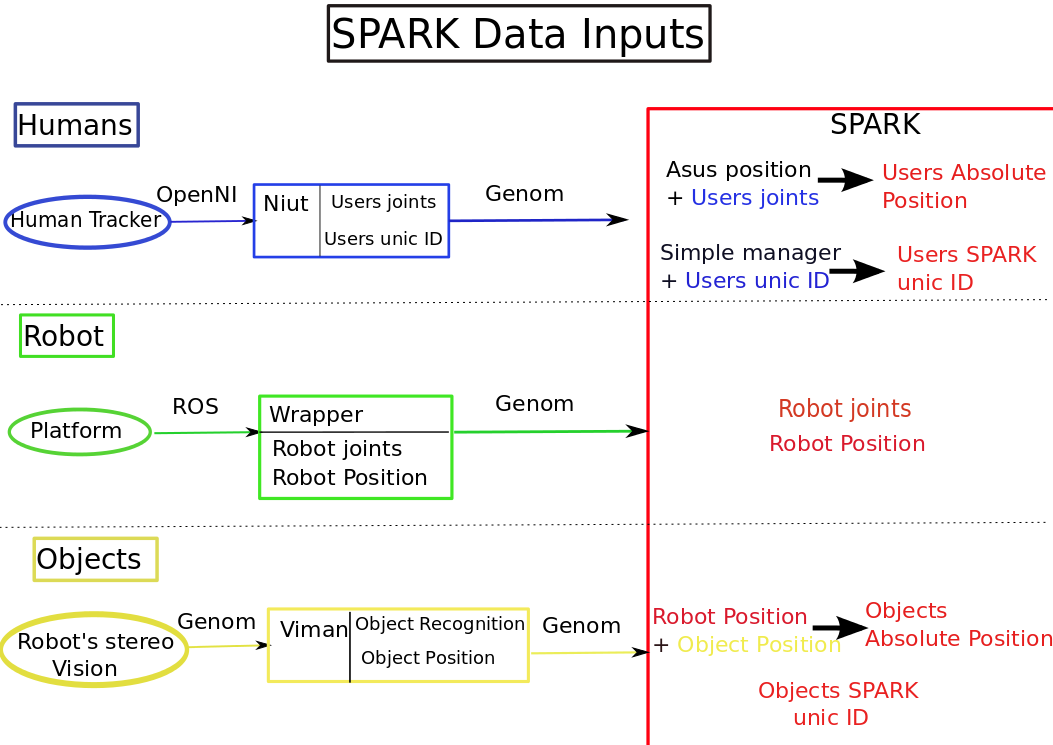 SPARK Data Inputs
Humans
Human Tracker
OpenNI
Niut
Users joints
Users unic ID
Genom
SPARK
Asus position
+ Users joints
Users Absolute
Position
Simple manager
+ Users unic ID
Users SPARK
unic ID
Robot
Platform
ROS
Wrapper
Robot joints
Robot Position
Genom
Robot joints
Robot Position
Objects
Robot's stereo
Vision
Genom
Viman
Object Recognition
Object Position
Genom
Robot Position
+ Object Position
Objects
Absolute Position
Objects SPARK
unic ID